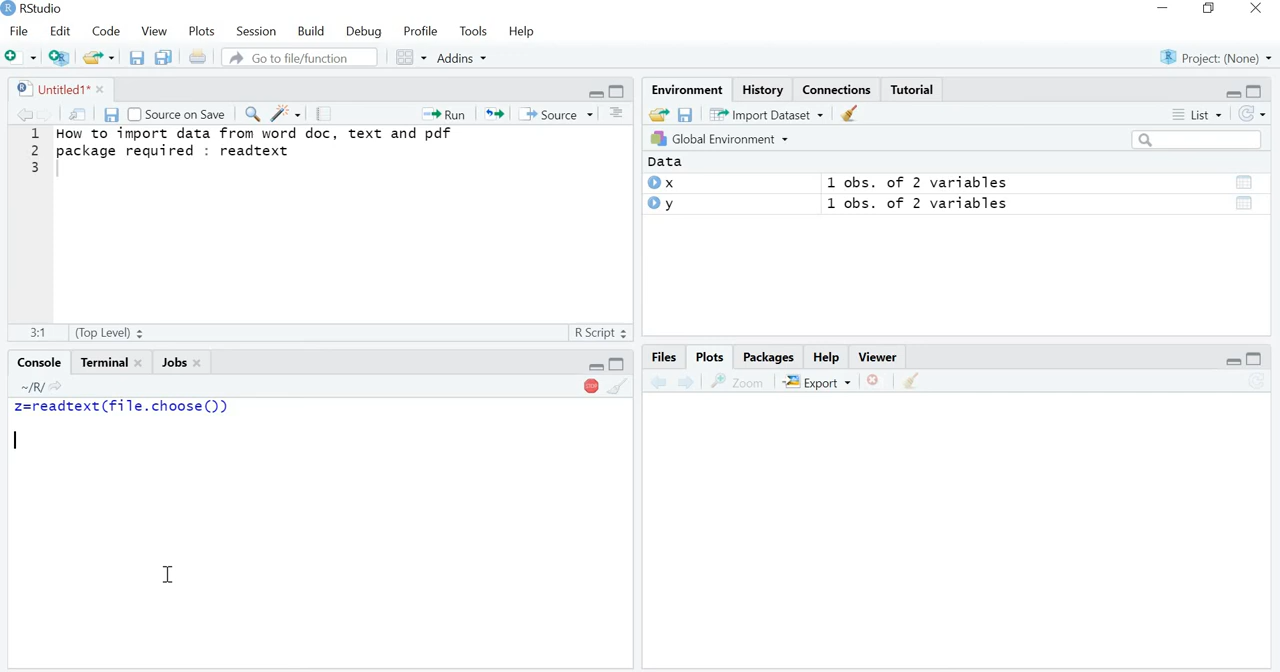 RStudio
File Edit Code View Plots Session Build Debug Profile Tools Help
Go to file/function Addins Project: (None)
Untitled1*
Source on Save Run Source
1 How to import data from word doc, text and pdf
2 package required : readtext
3
3:1 (Top Level) R Script
Console Terminal Jobs
~/R/
z=readtext(file.choose())
Environment History Connections Tutorial
Import Dataset List
Global Environment
Data
x 1 obs. of 2 variables
y 1 obs. of 2 variables
Files Plots Packages Help Viewer
Zoom Export